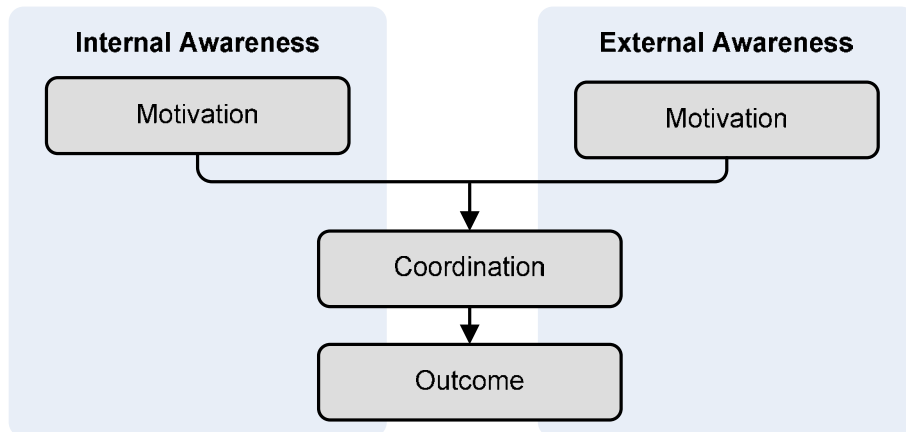 Internal Awareness
External Awareness
Motivation
Motivation
Coordination
Outcome